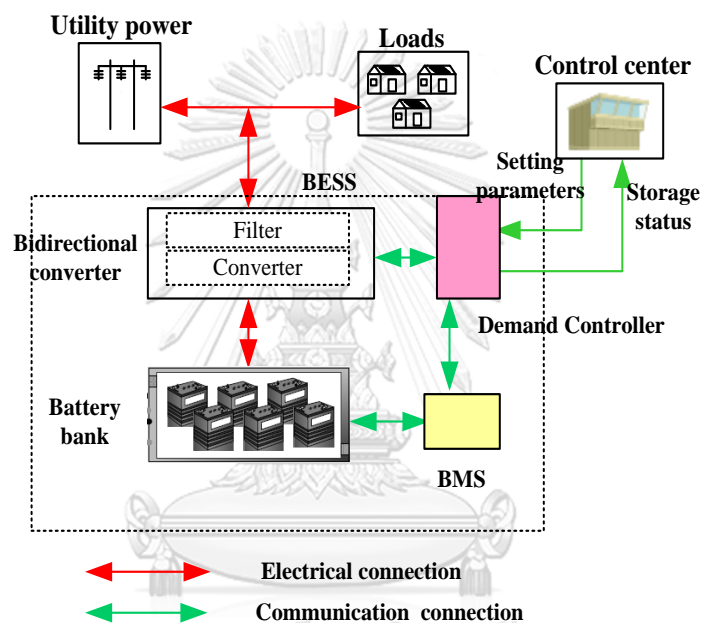 Utility power
Loads
Control center
Setting
parameters
Storage
status
BESS
Bidirectional
converter
Filter
Converter
Demand Controller
Battery
bank
BMS
Electrical connection
Communication connection